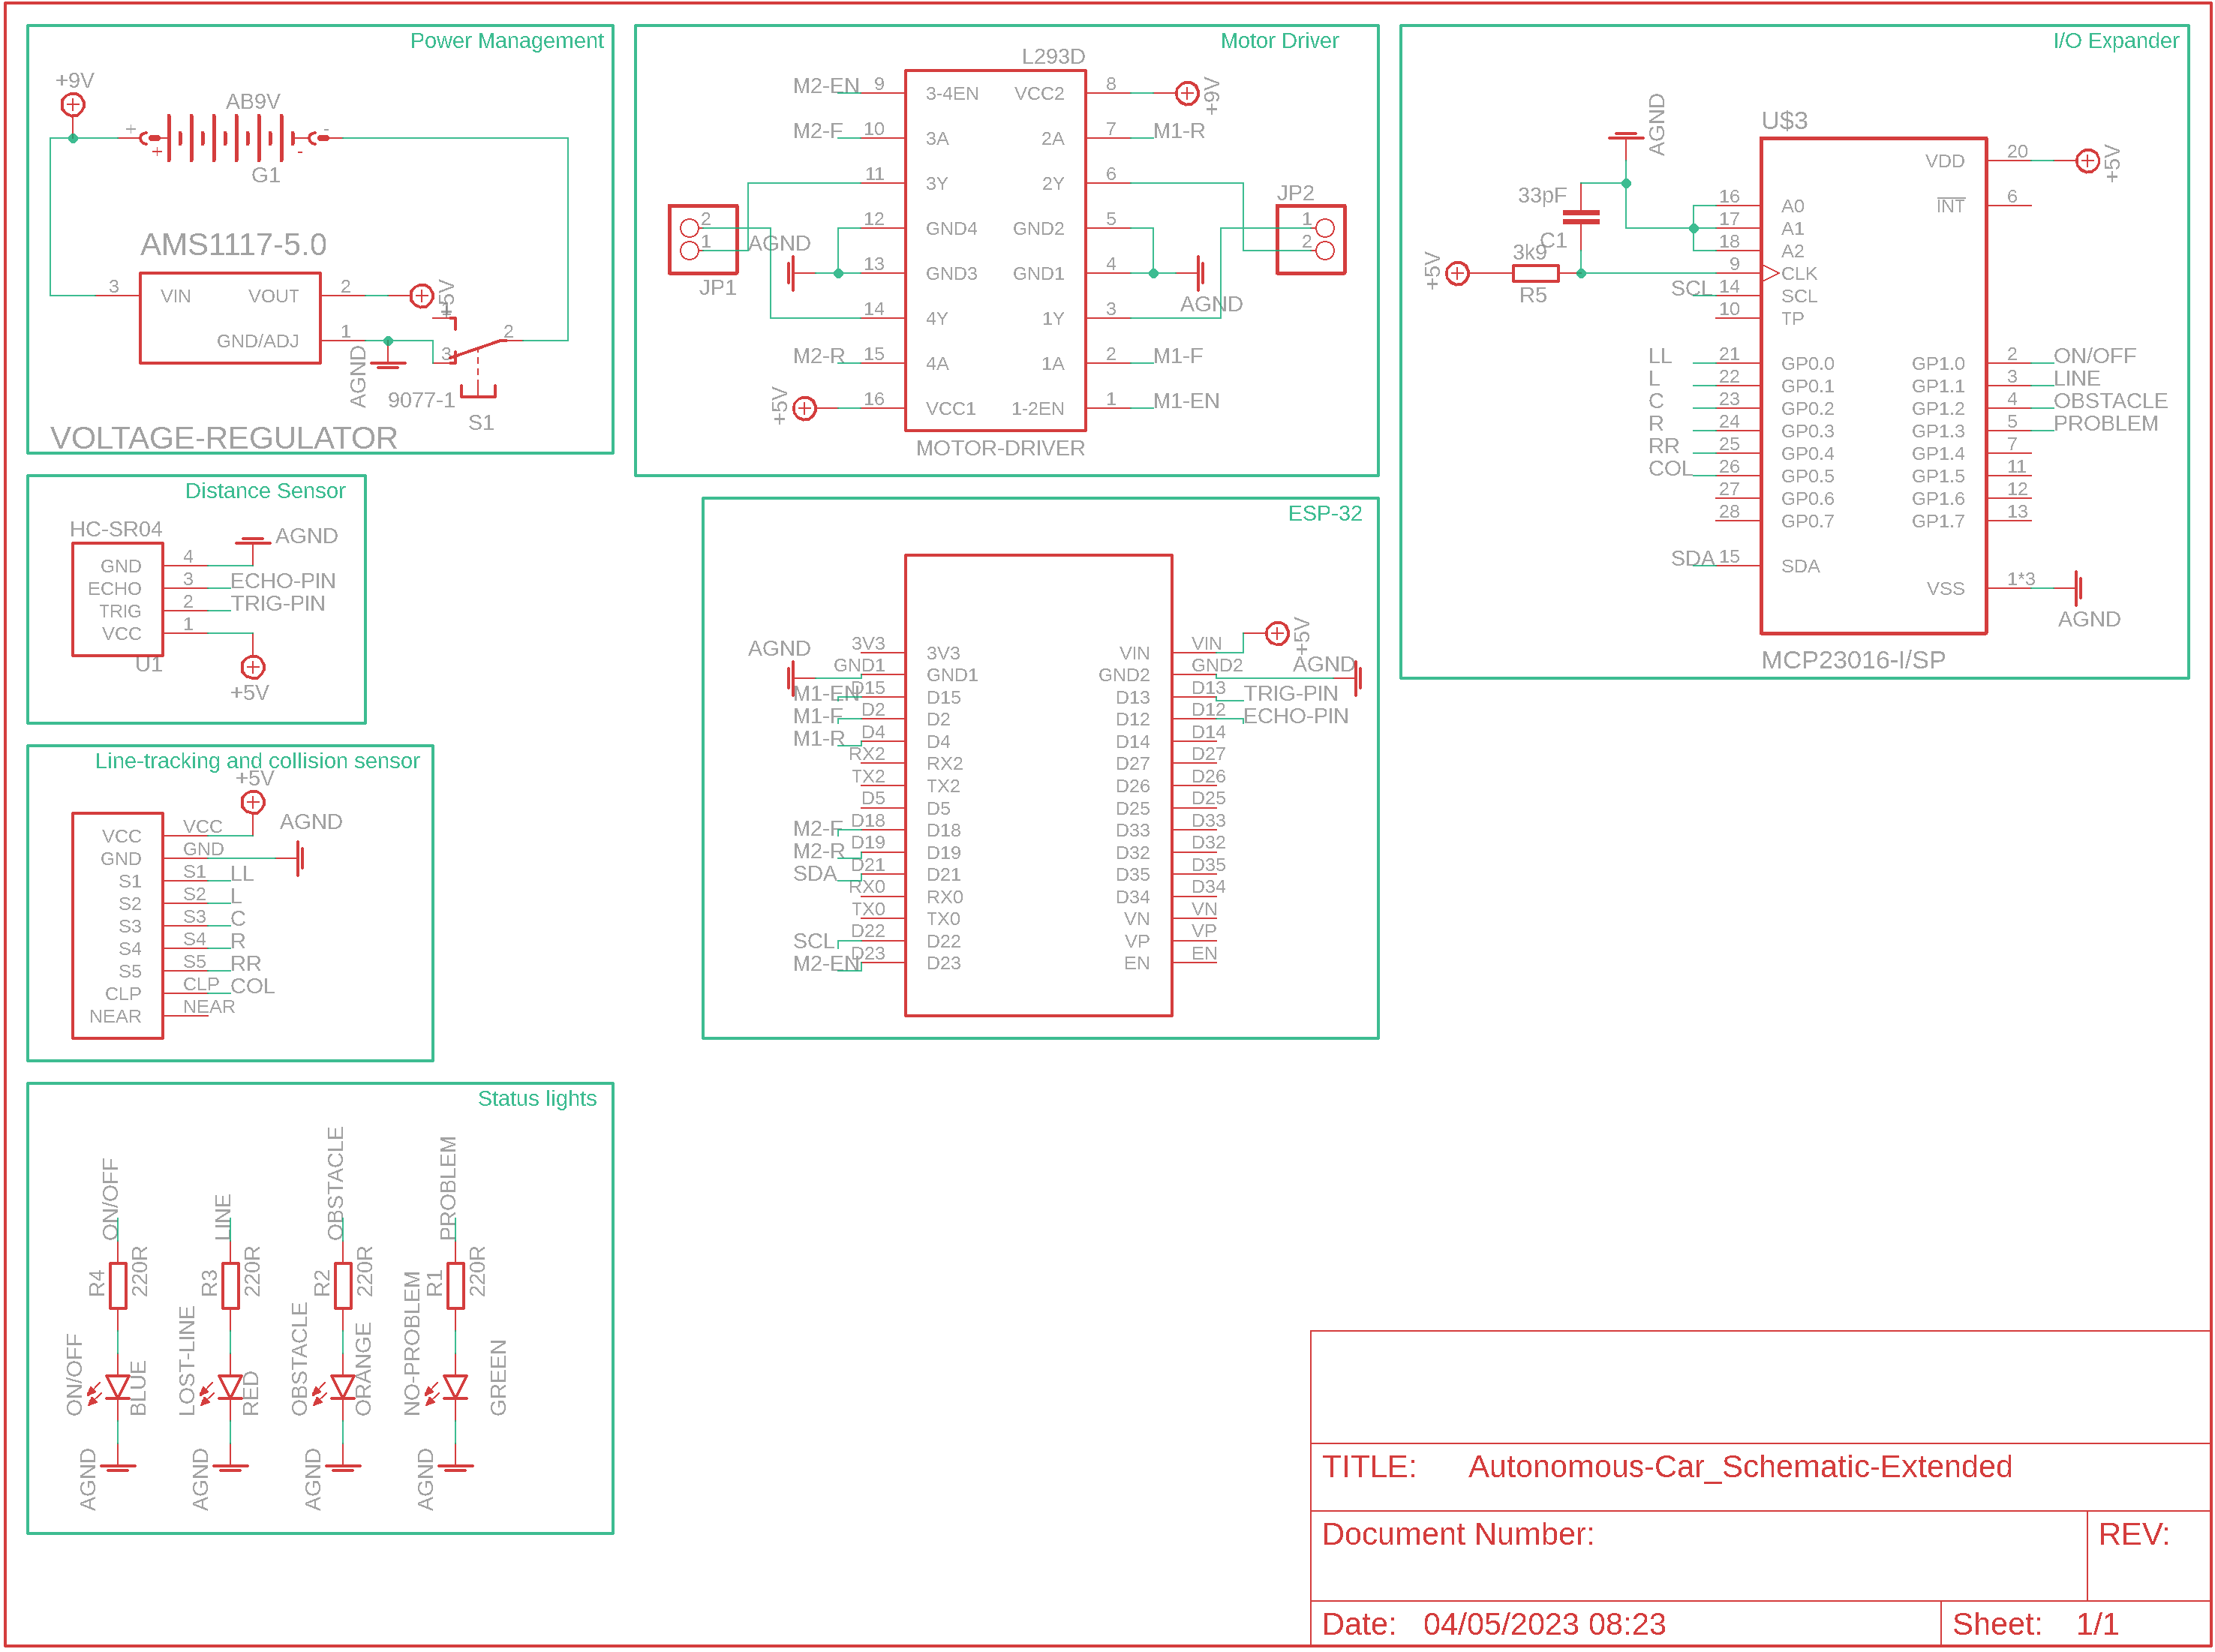 Power Management
+9V
AB9V
+
-
+
-
G1
AMS1117-5.0
3
VIN
VOUT
2
+5V
GND/ADJ
1
AGND
1
3
2
9077-1
S1
VOLTAGE-REGULATOR
Motor Driver
L293D
M2-EN 9 3-4EN
VCC2 8 +9V
M2-F 10 3A
2A 7 M1-R
11 3Y
2Y 6
12 GND4
GND2 5
13 GND3
GND1 4
14 4Y
1Y 3
M2-R 15 4A
1A 2 M1-F
+5V 16 VCC1
1-2EN 1 M1-EN
2
1
JP1
AGND
JP2
1
2
AGND
MOTOR-DRIVER
I/O Expander
U$3
AGND
33pF
C1
+5V
3k9
R5
16 A0
17 A1
18 A2
9 CLK
SCL 14 SCL
10 TP
LL 21 GP0.0
L 22 GP0.1
C 23 GP0.2
R 24 GP0.3
RR 25 GP0.4
COL 26 GP0.5
27 GP0.6
28 GP0.7
SDA 15 SDA
VDD 20 +5V
INT 6
GP1.0 2 ON/OFF
GP1.1 3 LINE
GP1.2 4 OBSTACLE
GP1.3 5 PROBLEM
GP1.4 7
GP1.5 11
GP1.6 12
GP1.7 13
VSS 1*3
AGND
MCP23016-I/SP
Distance Sensor
HC-SR04
GND 4 AGND
ECHO 3 ECHO-PIN
TRIG 2 TRIG-PIN
VCC 1
U1
+5V
ESP-32
3V3 3V3
AGND GND1 GND1
M1-EN D15 D15
M1-F D2 D2
M1-R D4 D4
RX2 RX2
TX2 TX2
D5 D5
M2-F D18 D18
M2-R D19 D19
SDA D21 D21
RX0 RX0
TX0 TX0
SCL D22 D22
M2-EN D23 D23
VIN VIN +5V
GND2 GND2 AGND
D13 D13 TRIG-PIN
D12 D12 ECHO-PIN
D14 D14
D27 D27
D26 D26
D25 D25
D33 D33
D32 D32
D35 D35
D34 D34
VN VN
VP VP
EN EN
Line-tracking and collision sensor
+5V
VCC VCC
AGND
GND GND
S1 S1 LL
S2 S2 L
S3 S3 C
S4 S4 R
S5 S5 RR
CLP CLP COL
NEAR NEAR
Status lights
ON/OFF
R4
220R
ON/OFF
BLUE
AGND
LINE
R3
220R
LOST-LINE
RED
AGND
OBSTACLE
R2
220R
OBSTACLE
ORANGE
AGND
PROBLEM
R1
220R
NO-PROBLEM
GREEN
AGND
TITLE: Autonomous-Car_Schematic-Extended
Document Number:
REV:
Date: 04/05/2023 08:23
Sheet: 1/1